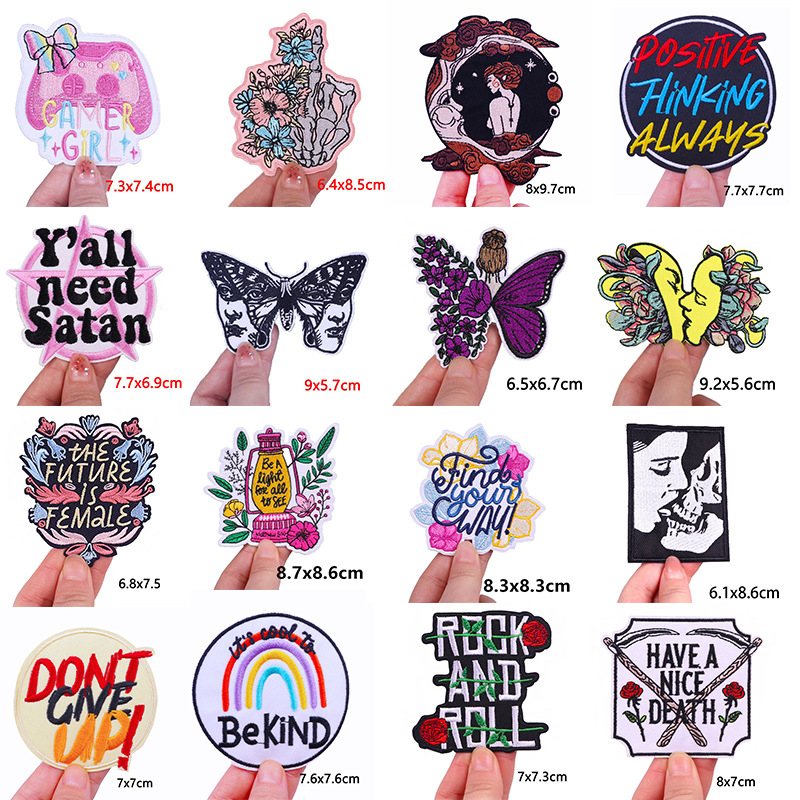 GAMER
GIRL
7.3x7.4cm
6.4x8.5cm
8x9.7cm
POSITIVE
THiNKING
ALWAYS
7.7x7.7cm
Y'all
need
Satan
7.7x6.9cm
9x5.7cm
6.5x6.7cm
9.2x5.6cm
THE
FUTURE
IS
FEMALE
6.8x7.5
Be A
light
for all
to SEE
8.7x8.6cm
Find
your
WAY!
8.3x8.3cm
6.1x8.6cm
DON'T
GIVE
UP!
7x7cm
it's cool to
BeKiND
7.6x7.6cm
ROCK
AND
ROLL
7x7.3cm
HAVE A
NICE
DEATH
8x7cm